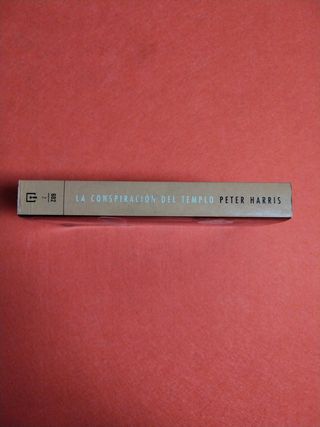 LA CONSPIRACIÓN DEL TEMPLO PETER HARRIS